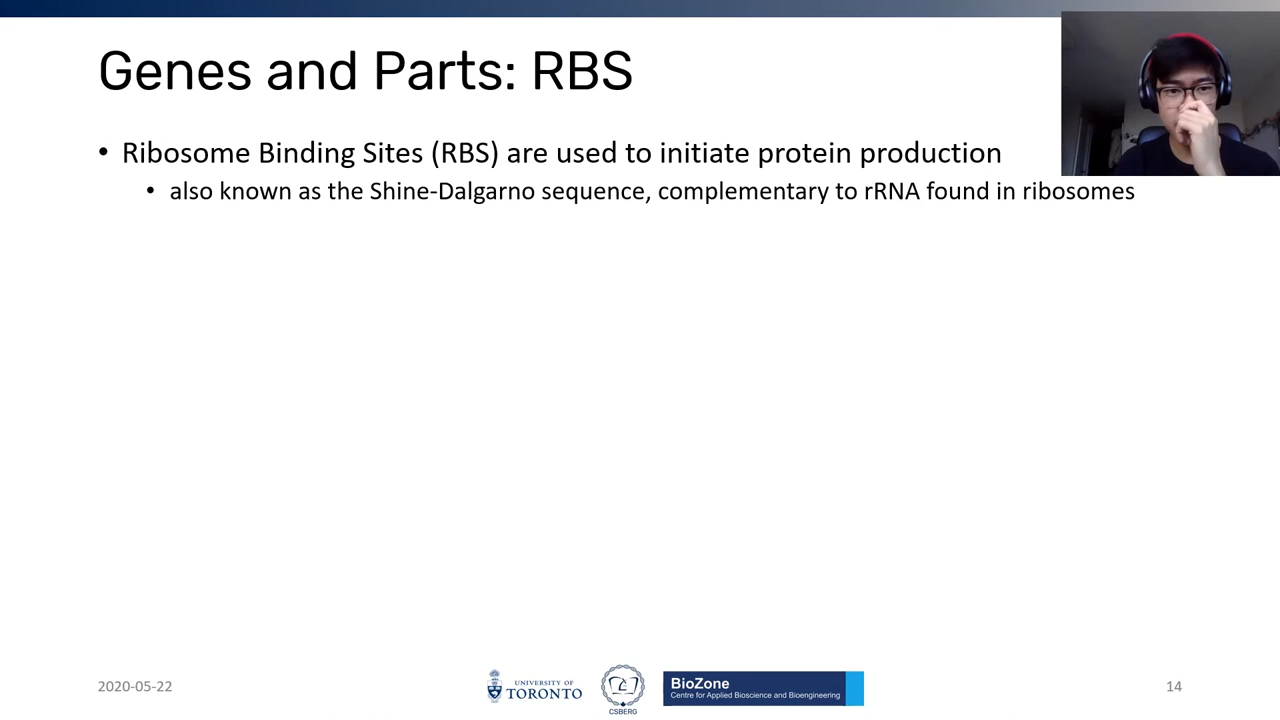 Genes and Parts: RBS
• Ribosome Binding Sites (RBS) are used to initiate protein production
• also known as the Shine-Dalgarno sequence, complementary to rRNA found in ribosomes
2020-05-22
UNIVERSITY OF
TORONTO
CSBERG
BioZone
Centre for Applied Bioscience and Bioengineering
14